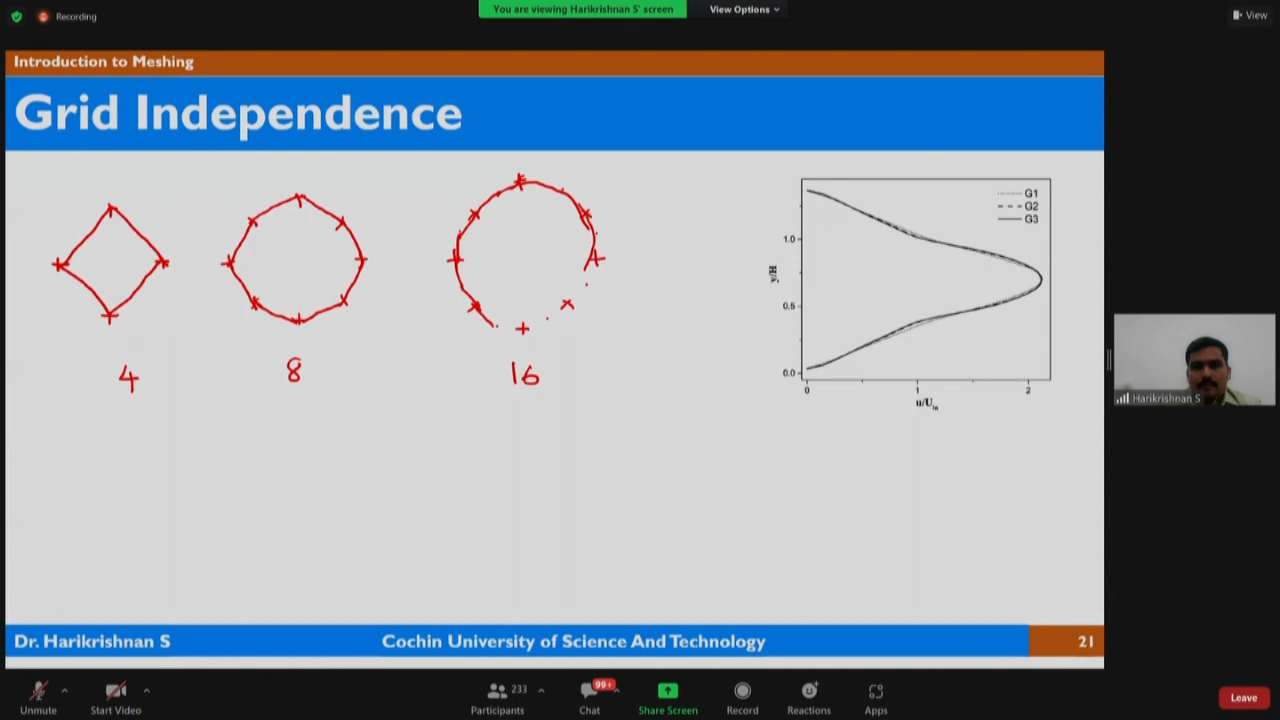 You are viewing Harikrishnan S' screen
View Options
Recording
View
Introduction to Meshing
Grid Independence
4
8
16
G1
G2
G3
1.0
0.5
0.0
y/H
0
1
2
u/U_in
Harikrishnan S
Dr. Harikrishnan S
Cochin University of Science And Technology
21
Unmute
Start Video
233
Participants
99+
Chat
Share Screen
Record
Reactions
Apps
Leave